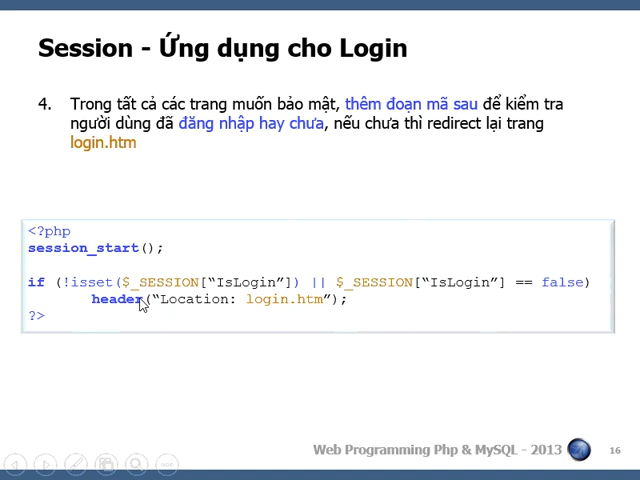 Session - Ứng dụng cho Login
4. Trong tất cả các trang muốn bảo mật, thêm đoạn mã sau để kiểm tra
người dùng đã đăng nhập hay chưa, nếu chưa thì redirect lại trang
login.htm
<?php
session_start();
if (!isset($_SESSION[“IsLogin”]) || $_SESSION[“IsLogin”] == false)
header(“Location: login.htm”);
?>
Web Programming Php & MySQL - 2013
16